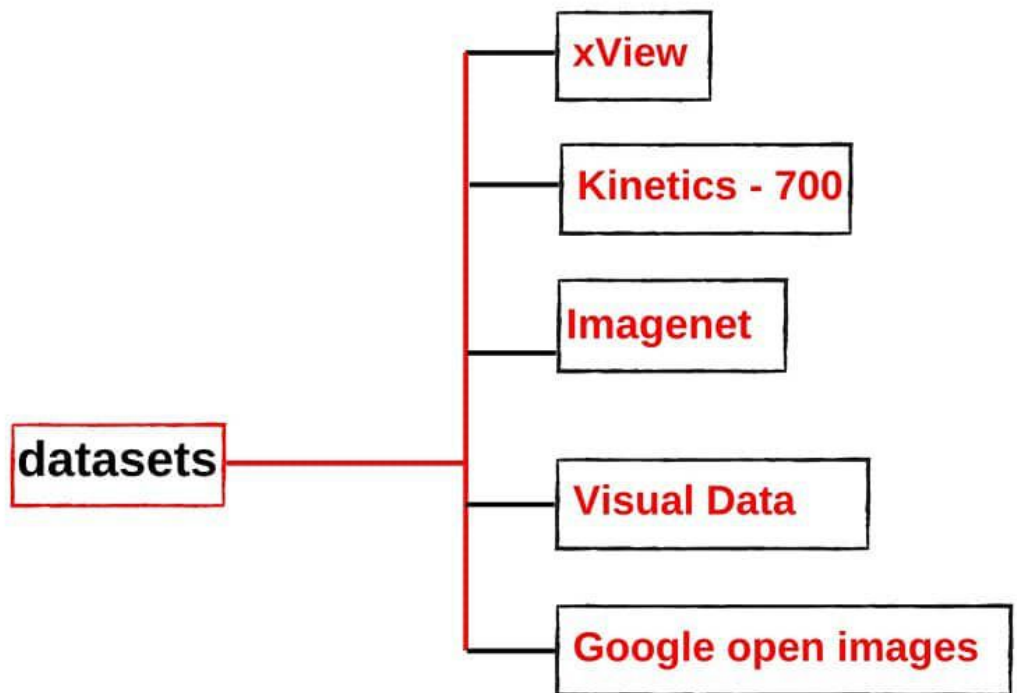 xView
Kinetics - 700
Imagenet
datasets
Visual Data
Google open images